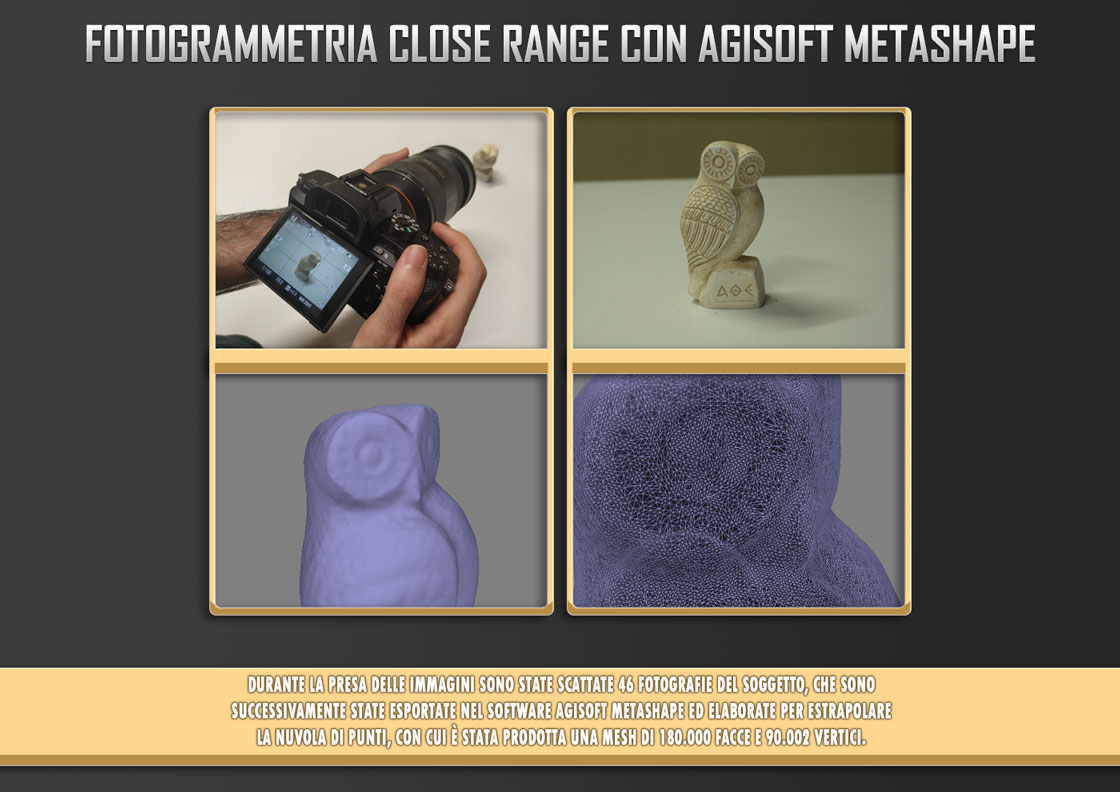 FOTOGRAMMETRIA CLOSE RANGE CON AGISOFT METASHAPE
ΑΘΕ
DURANTE LA PRESA DELLE IMMAGINI SONO STATE SCATTATE 46 FOTOGRAFIE DEL SOGGETTO, CHE SONO
SUCCESSIVAMENTE STATE ESPORTATE NEL SOFTWARE AGISOFT METASHAPE ED ELABORATE PER ESTRAPOLARE
LA NUVOLA DI PUNTI, CON CUI È STATA PRODOTTA UNA MESH DI 180.000 FACCE E 90.002 VERTICI.